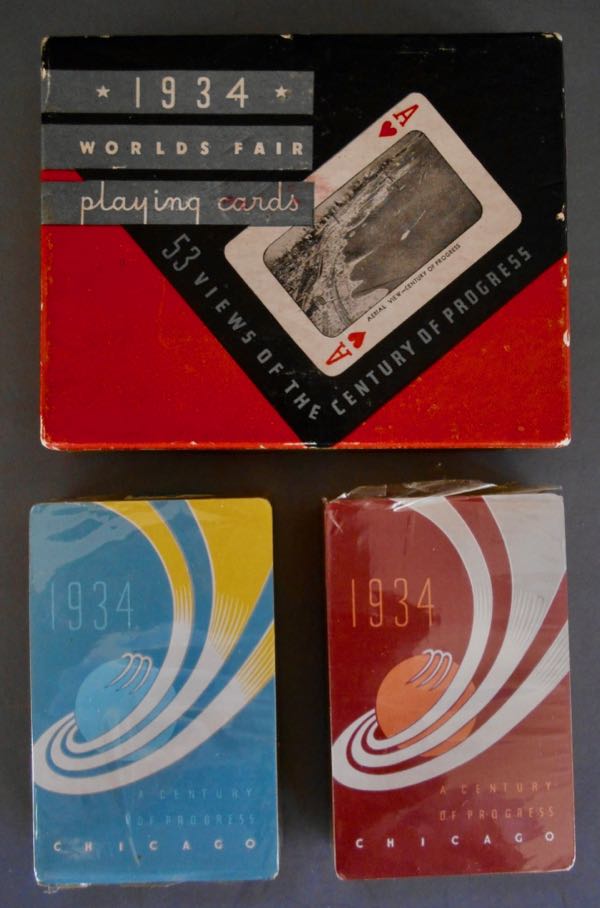 ★ 1934 ★
WORLDS FAIR
playing cards
A
AERIAL VIEW—CENTURY OF PROGRESS
A
53 VIEWS OF THE CENTURY OF PROGRESS
1934
A CENTURY
OF PROGRESS
CHICAGO
1934
A CENTURY
OF PROGRESS
CHICAGO